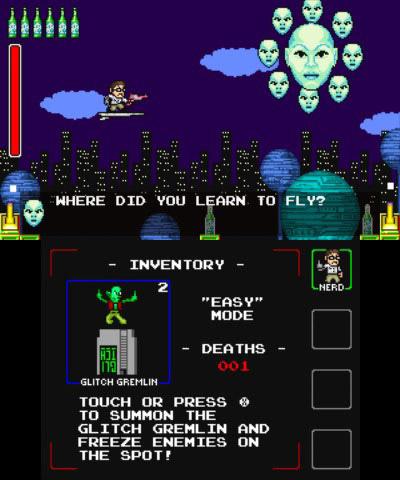 WHERE DID YOU LEARN TO FLY?
- INVENTORY -
2
"EASY"
MODE
- DEATHS -
001
GLITCH
GLITCH GREMLIN
NERD
TOUCH OR PRESS Ⓧ
TO SUMMON THE
GLITCH GREMLIN AND
FREEZE ENEMIES ON
THE SPOT!